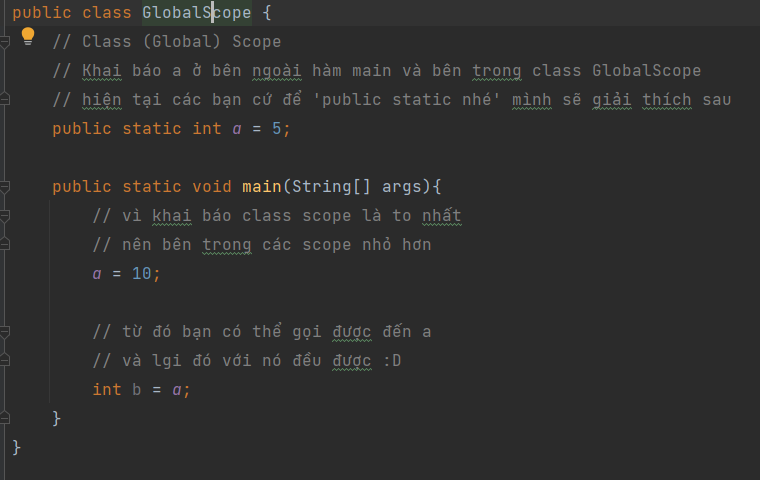 public class GlobalScope {
// Class (Global) Scope
// Khai báo a ở bên ngoài hàm main và bên trong class GlobalScope
// hiện tại các bạn cứ để 'public static nhé' mình sẽ giải thích sau
public static int a = 5;
public static void main(String[] args){
// vì khai báo class scope là to nhất
// nên bên trong các scope nhỏ hơn
a = 10;
// từ đó bạn có thể gọi được đến a
// và lgi đó với nó đều được :D
int b = a;
}
}